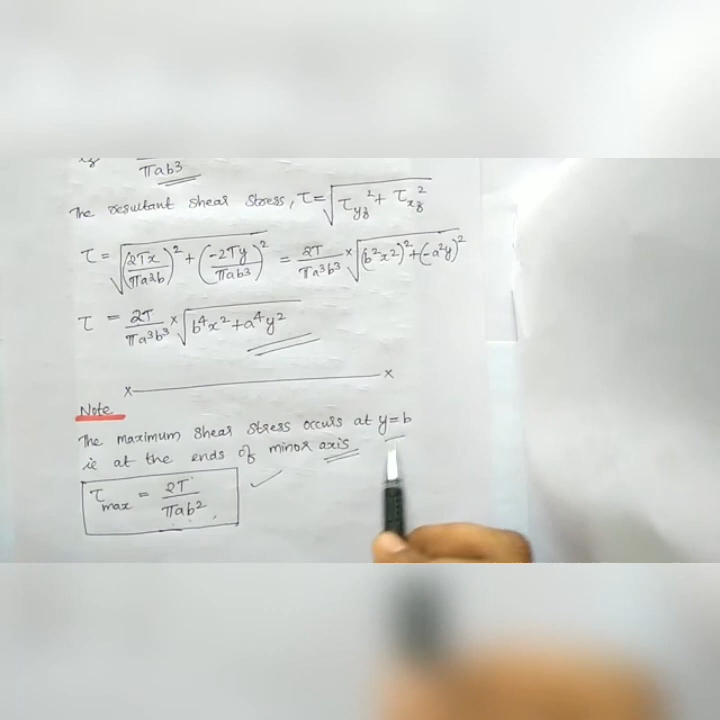 πab³
The resultant shear stress, τ = √(τyz² + τxz²)
τ = √((2Tx/πa³b)² + (-2Ty/πab³)²) = 2T/πa³b³ × √((b²x²)² + (-a²y)²)
τ = 2T/πa³b³ × √(b⁴x² + a⁴y²)
x———x
Note
The maximum shear stress occurs at y=b
ie at the ends of minor axis
τmax = 2T/πab²